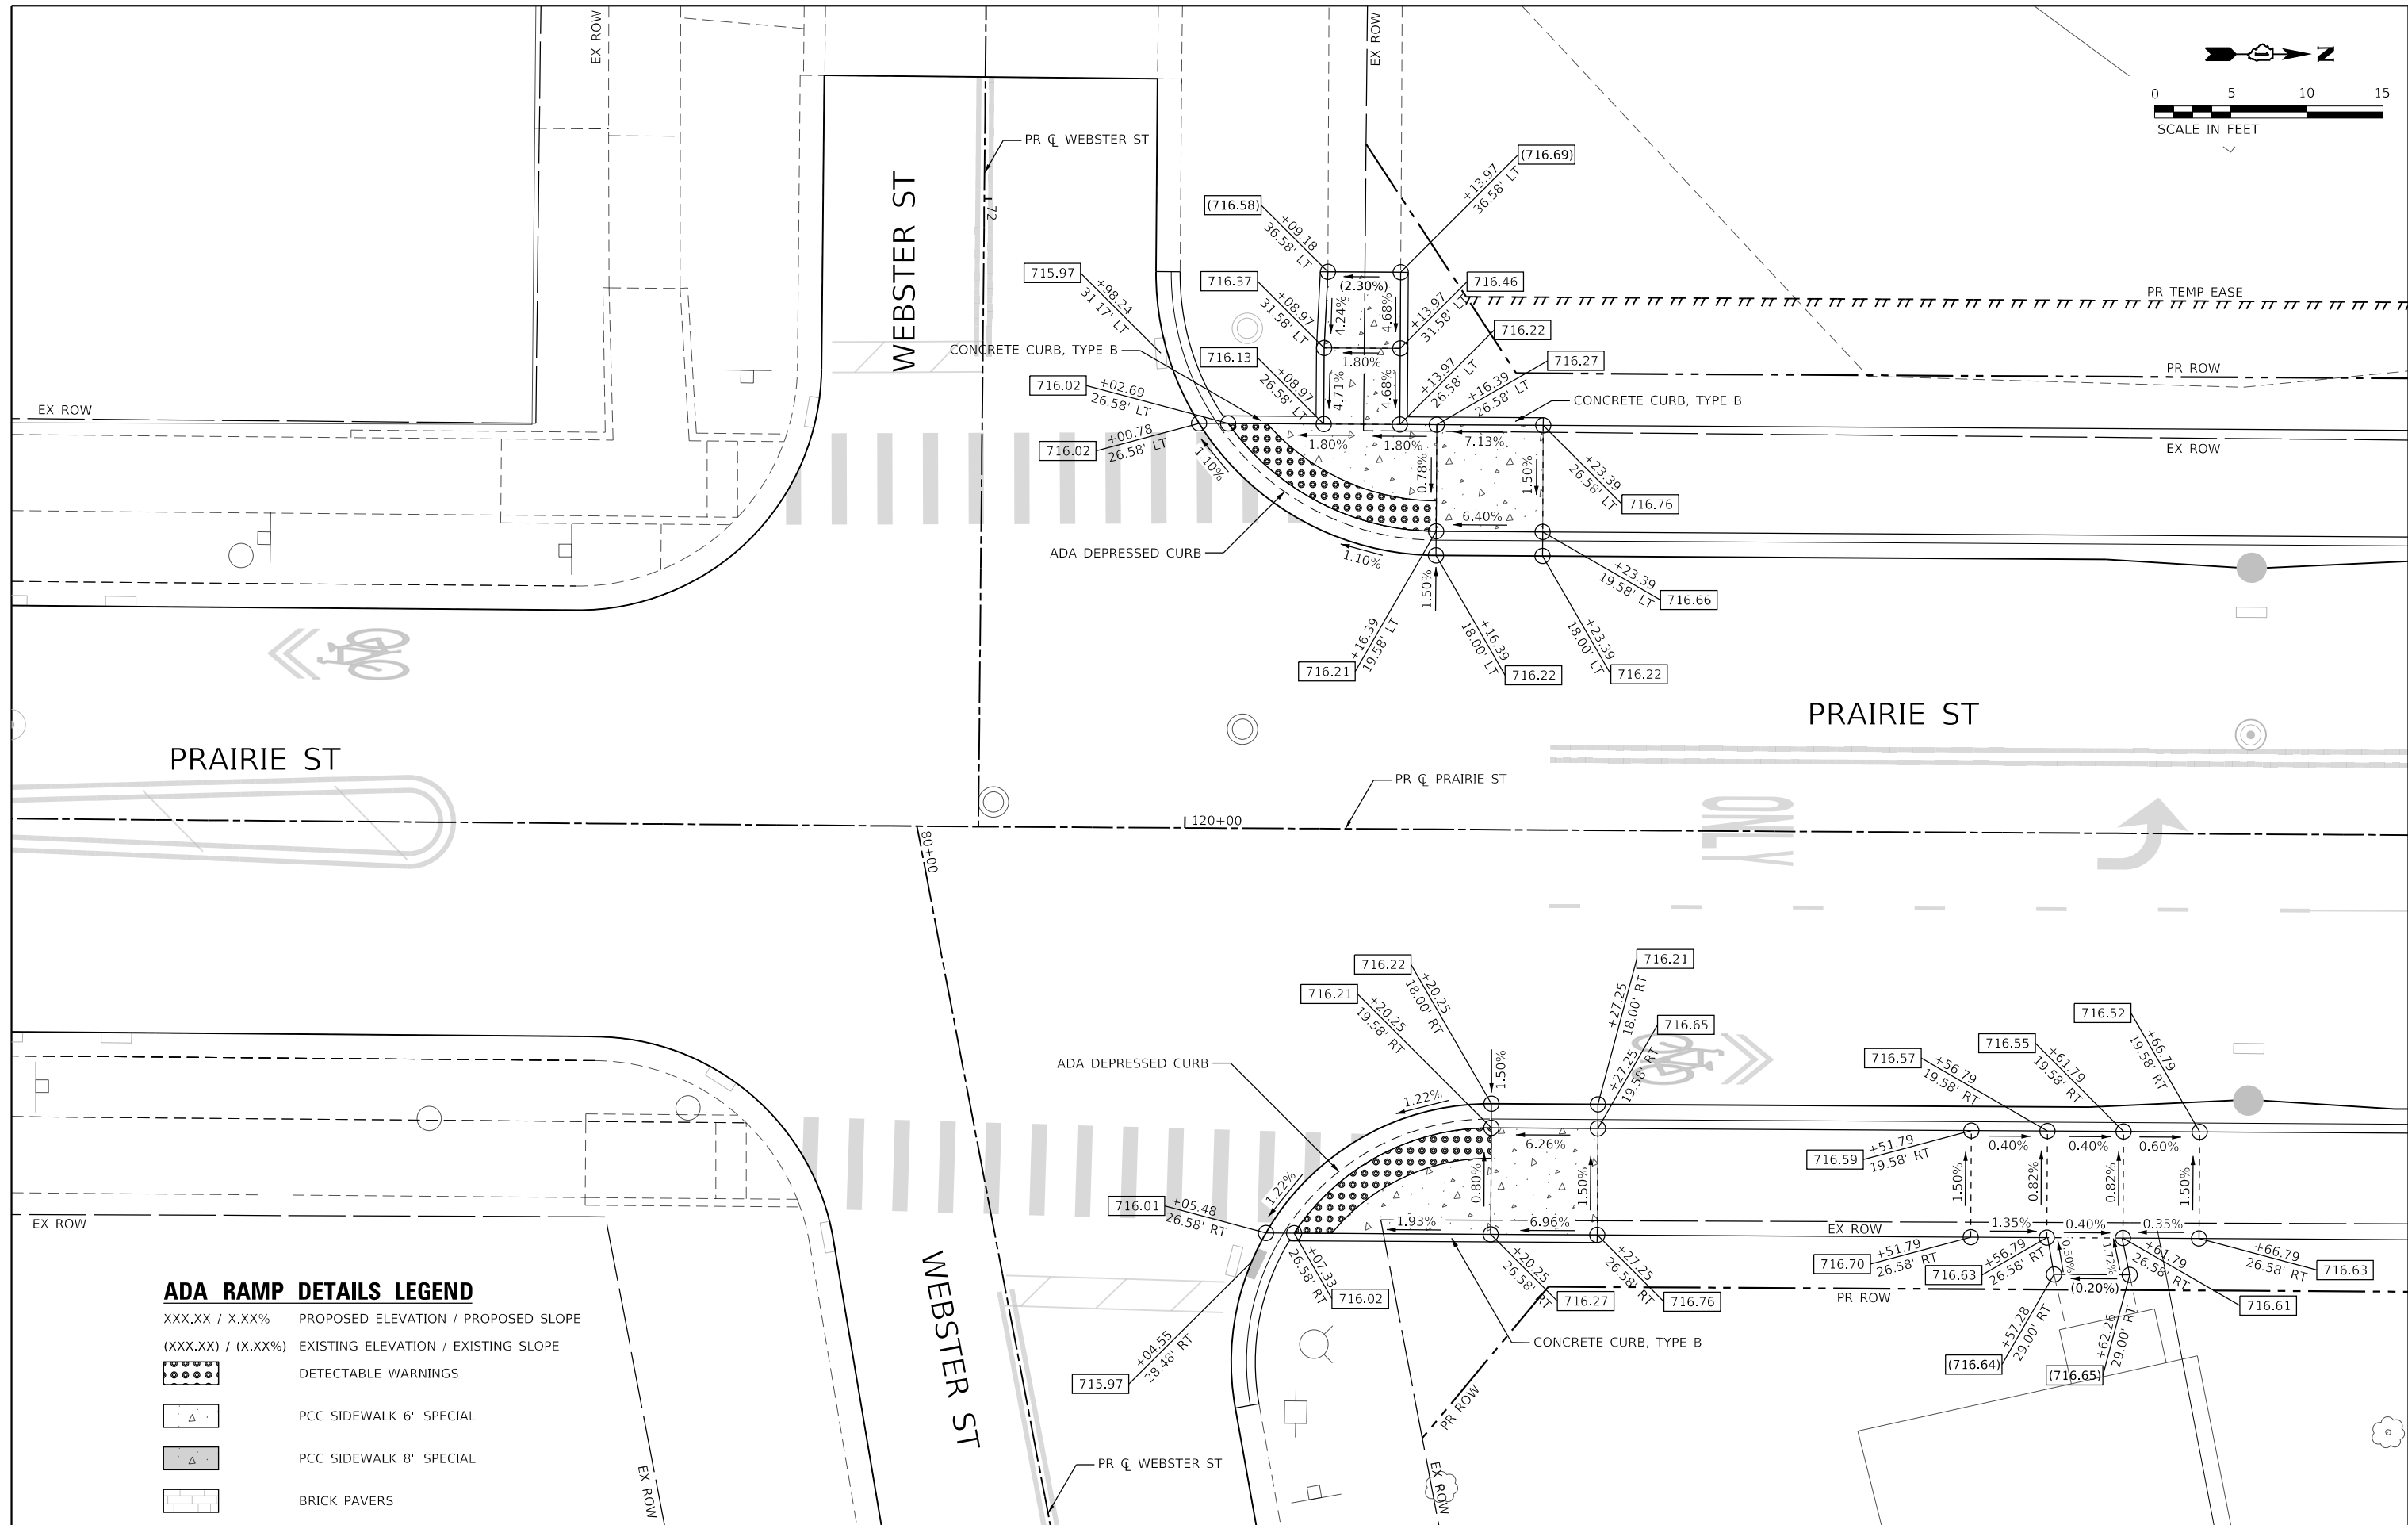 EX ROW
EX ROW
N
0 5 10 15
SCALE IN FEET
PR ℄ WEBSTER ST
WEBSTER ST
72
(716.69)
+13.97
36.58' LT
(716.58)
+09.18
36.58' LT
715.97
+98.24
31.17' LT
716.37
+08.97
31.58' LT
(2.30%)
4.24%
4.68%
716.46
+13.97
31.58' LT
PR TEMP EASE
CONCRETE CURB, TYPE B
716.13
+08.97
26.58' LT
1.80%
4.71%
4.68%
716.22
+13.97
26.58' LT
716.27
+16.39
26.58' LT
PR ROW
716.02
+02.69
26.58' LT
716.02
+00.78
26.58' LT
CONCRETE CURB, TYPE B
EX ROW
EX ROW
1.10%
1.80%
1.80%
7.13%
0.78%
1.50%
6.40%
+23.39
26.58' LT
716.76
ADA DEPRESSED CURB
1.10%
1.50%
+23.39
19.58' LT
716.66
+16.39
19.58' LT
716.21
+16.39
18.00' LT
716.22
+23.39
18.00' LT
716.22
PRAIRIE ST
PRAIRIE ST
PR ℄ PRAIRIE ST
120+00
80+00
ONLY
716.22
+20.25
18.00' RT
716.21
+20.25
19.58' RT
716.21
+27.25
18.00' RT
716.65
+27.25
19.58' RT
ADA DEPRESSED CURB
1.50%
1.22%
1.22%
716.52
+66.79
19.58' RT
716.55
+61.79
19.58' RT
716.57
+56.79
19.58' RT
716.59
+51.79
19.58' RT
0.40%
0.40%
0.60%
1.50%
0.82%
0.82%
1.50%
6.26%
0.80%
1.50%
716.01
+05.48
26.58' RT
1.93%
6.96%
EX ROW
EX ROW
1.35%
0.40%
0.35%
716.70
+51.79
26.58' RT
716.63
+56.79
26.58' RT
0.50%
1.72%
(0.20%)
+61.79
26.58' RT
716.61
+66.79
26.58' RT
716.63
+07.33
26.58' RT
716.02
+20.25
26.58' RT
716.27
+27.25
26.58' RT
716.76
PR ROW
WEBSTER ST
CONCRETE CURB, TYPE B
+04.55
28.48' RT
715.97
+57.28
29.00' RT
(716.64)
+62.26
29.00' RT
(716.65)
PR ROW
PR ℄ WEBSTER ST
EX ROW
EX ROW
ADA RAMP DETAILS LEGEND
XXX.XX / X.XX% PROPOSED ELEVATION / PROPOSED SLOPE
(XXX.XX) / (X.XX%) EXISTING ELEVATION / EXISTING SLOPE
DETECTABLE WARNINGS
PCC SIDEWALK 6" SPECIAL
PCC SIDEWALK 8" SPECIAL
BRICK PAVERS